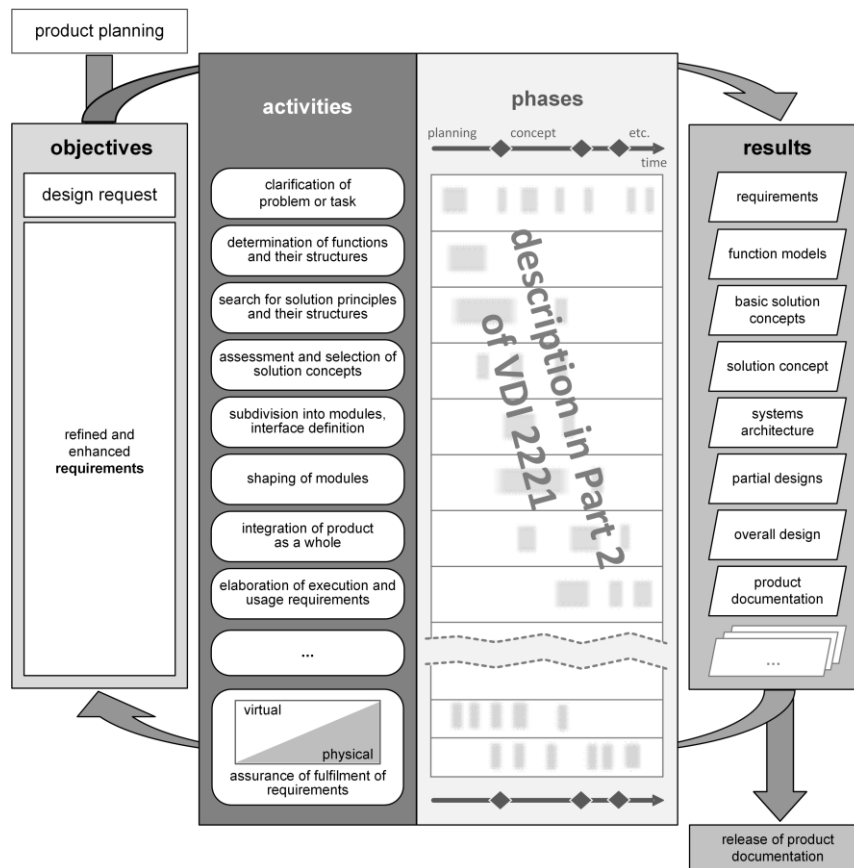 product planning
objectives
design request
refined and
enhanced
requirements
activities
clarification of
problem or task
determination of functions
and their structures
search for solution principles
and their structures
assessment and selection of
solution concepts
subdivision into modules,
interface definition
shaping of modules
integration of product
as a whole
elaboration of execution and
usage requirements
...
virtual
physical
assurance of fulfilment of
requirements
phases
planning
concept
etc.
time
description in Part 2
of VDI 2221
results
requirements
function models
basic solution
concepts
solution concept
systems
architecture
partial designs
overall design
product
documentation
...
release of product
documentation